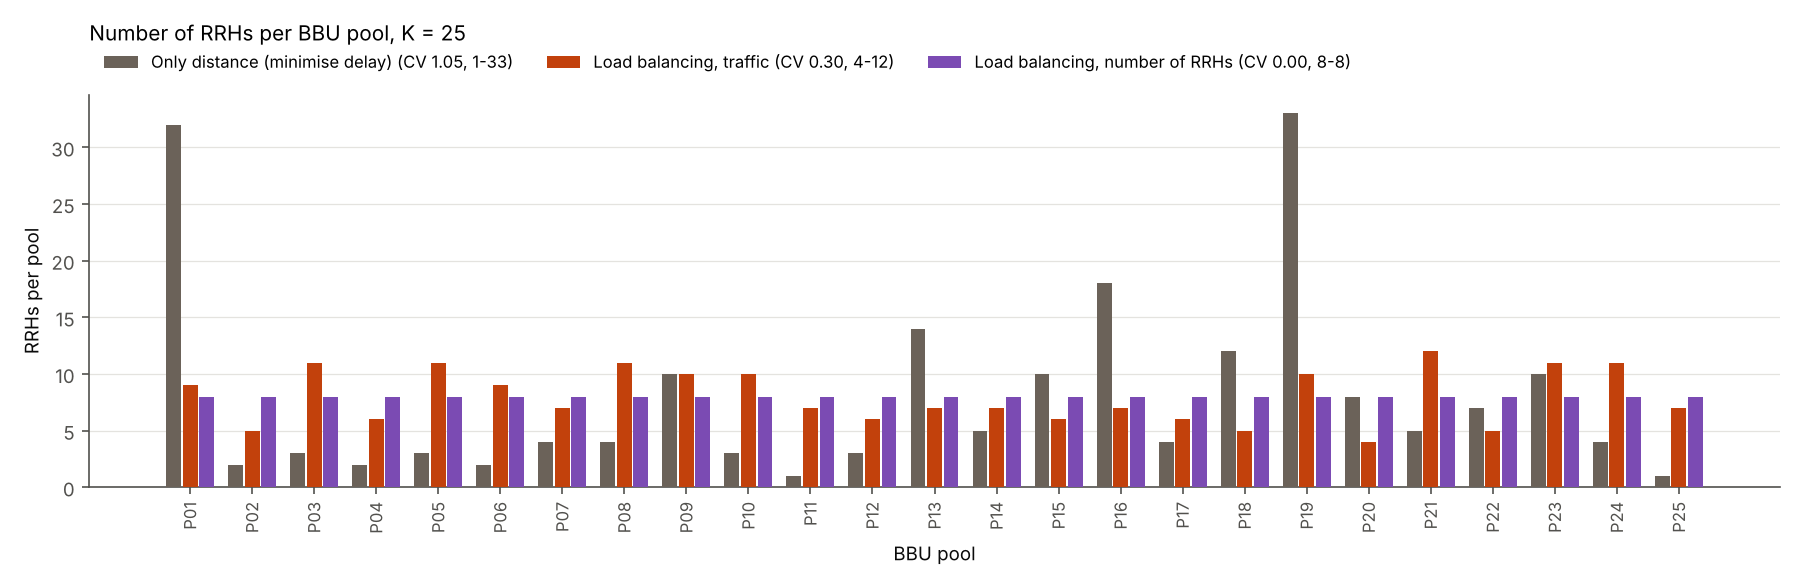 Number of RRHs per BBU pool, K = 25
Only distance (minimise delay) (CV 1.05, 1-33) Load balancing, traffic (CV 0.30, 4-12) Load balancing, number of RRHs (CV 0.00, 8-8)
RRHs per pool
30
25
20
15
10
5
0
P01 P02 P03 P04 P05 P06 P07 P08 P09 P10 P11 P12 P13 P14 P15 P16 P17 P18 P19 P20 P21 P22 P23 P24 P25
BBU pool